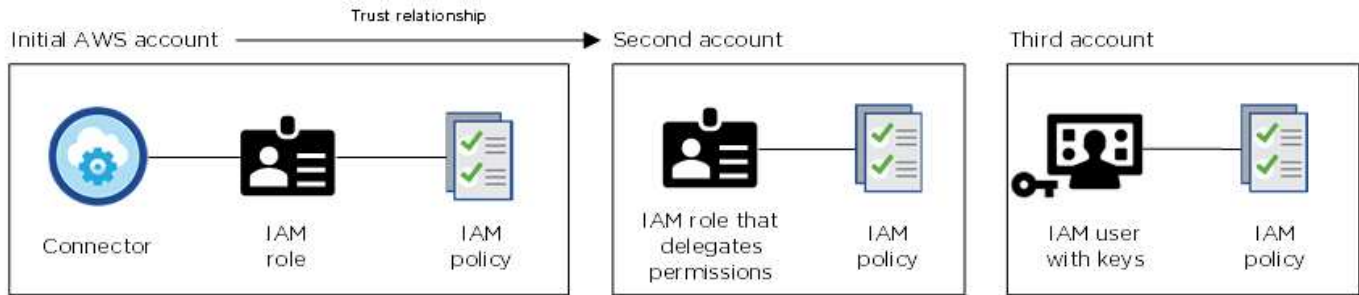 Trust relationship
Initial AWS account
Second account
Third account
Connector
IAM
role
IAM
policy
IAM role that
delegates
permissions
IAM
policy
IAM user
with keys
IAM
policy